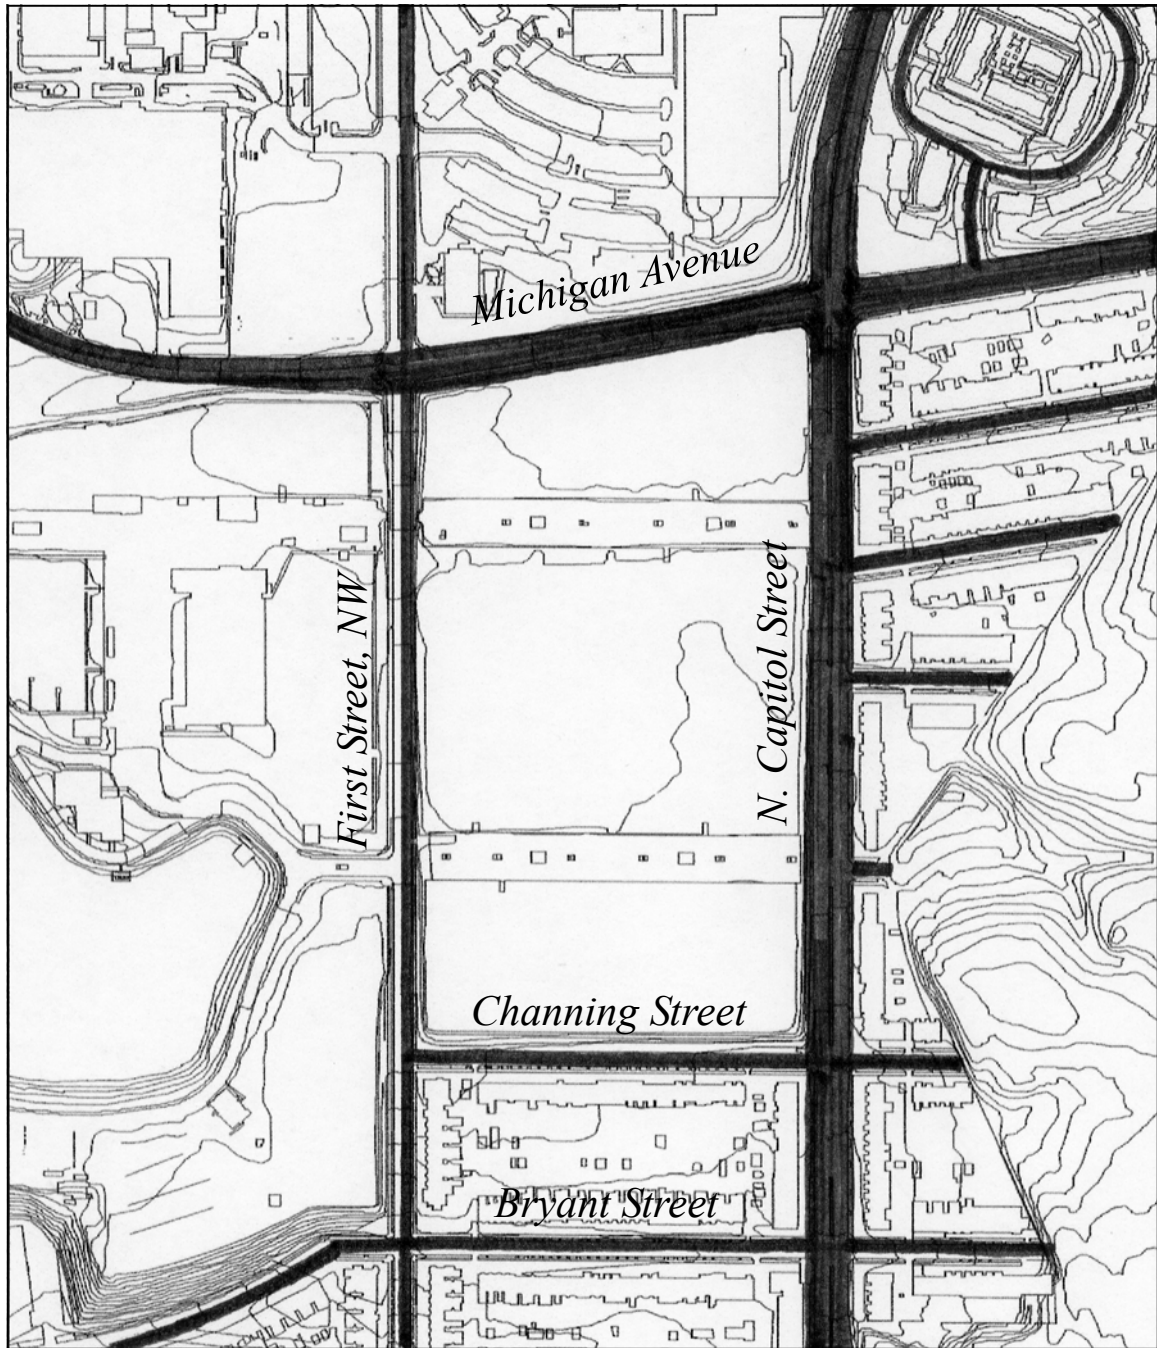 Michigan Avenue
First Street, NW
N. Capitol Street
Channing Street
Bryant Street